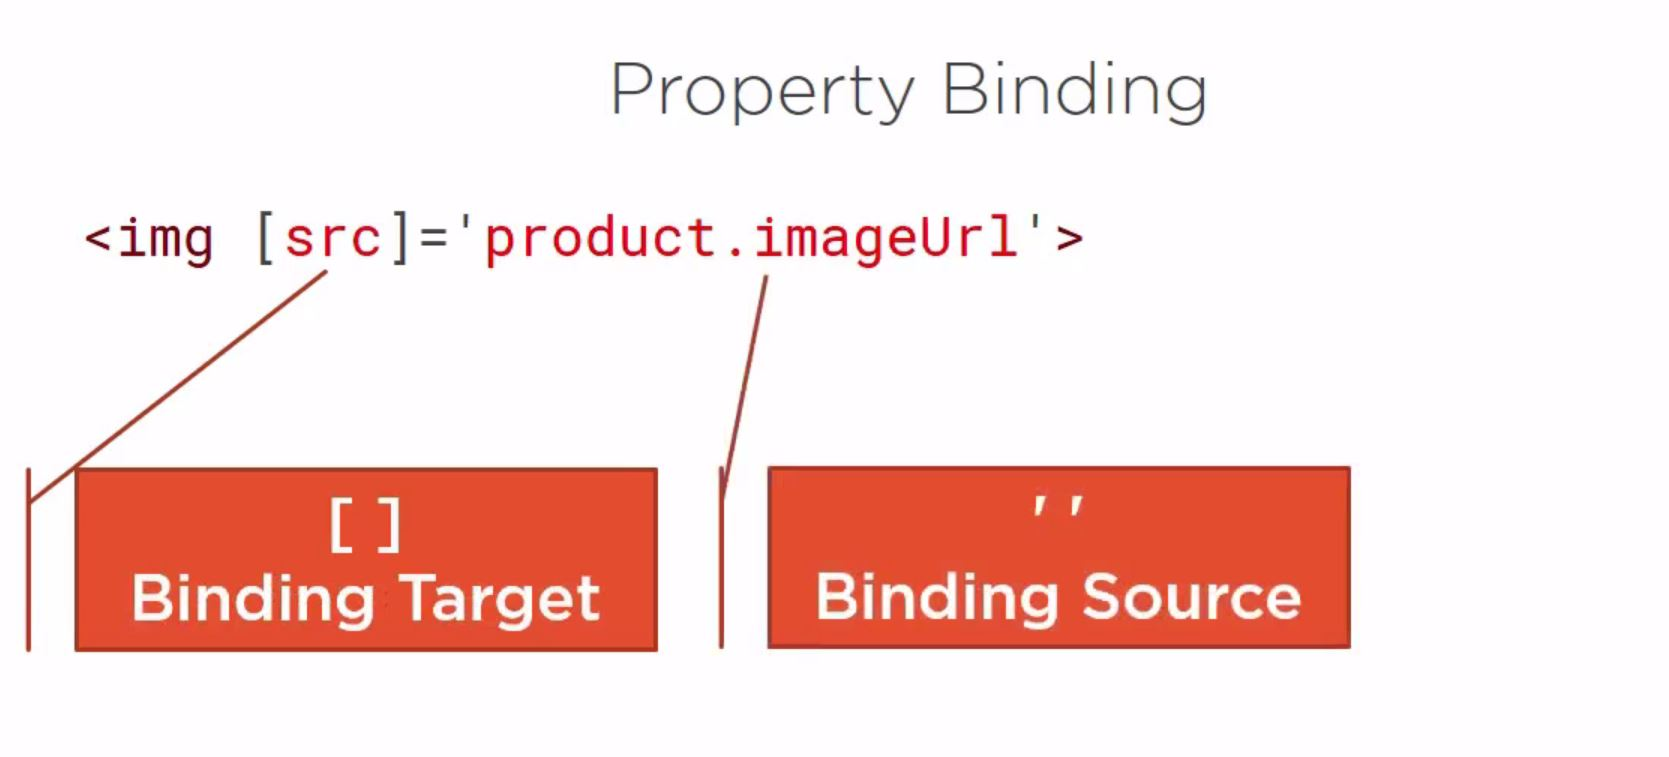 Property Binding
<img [src]='product.imageUrl'>
[ ]
Binding Target
' '
Binding Source